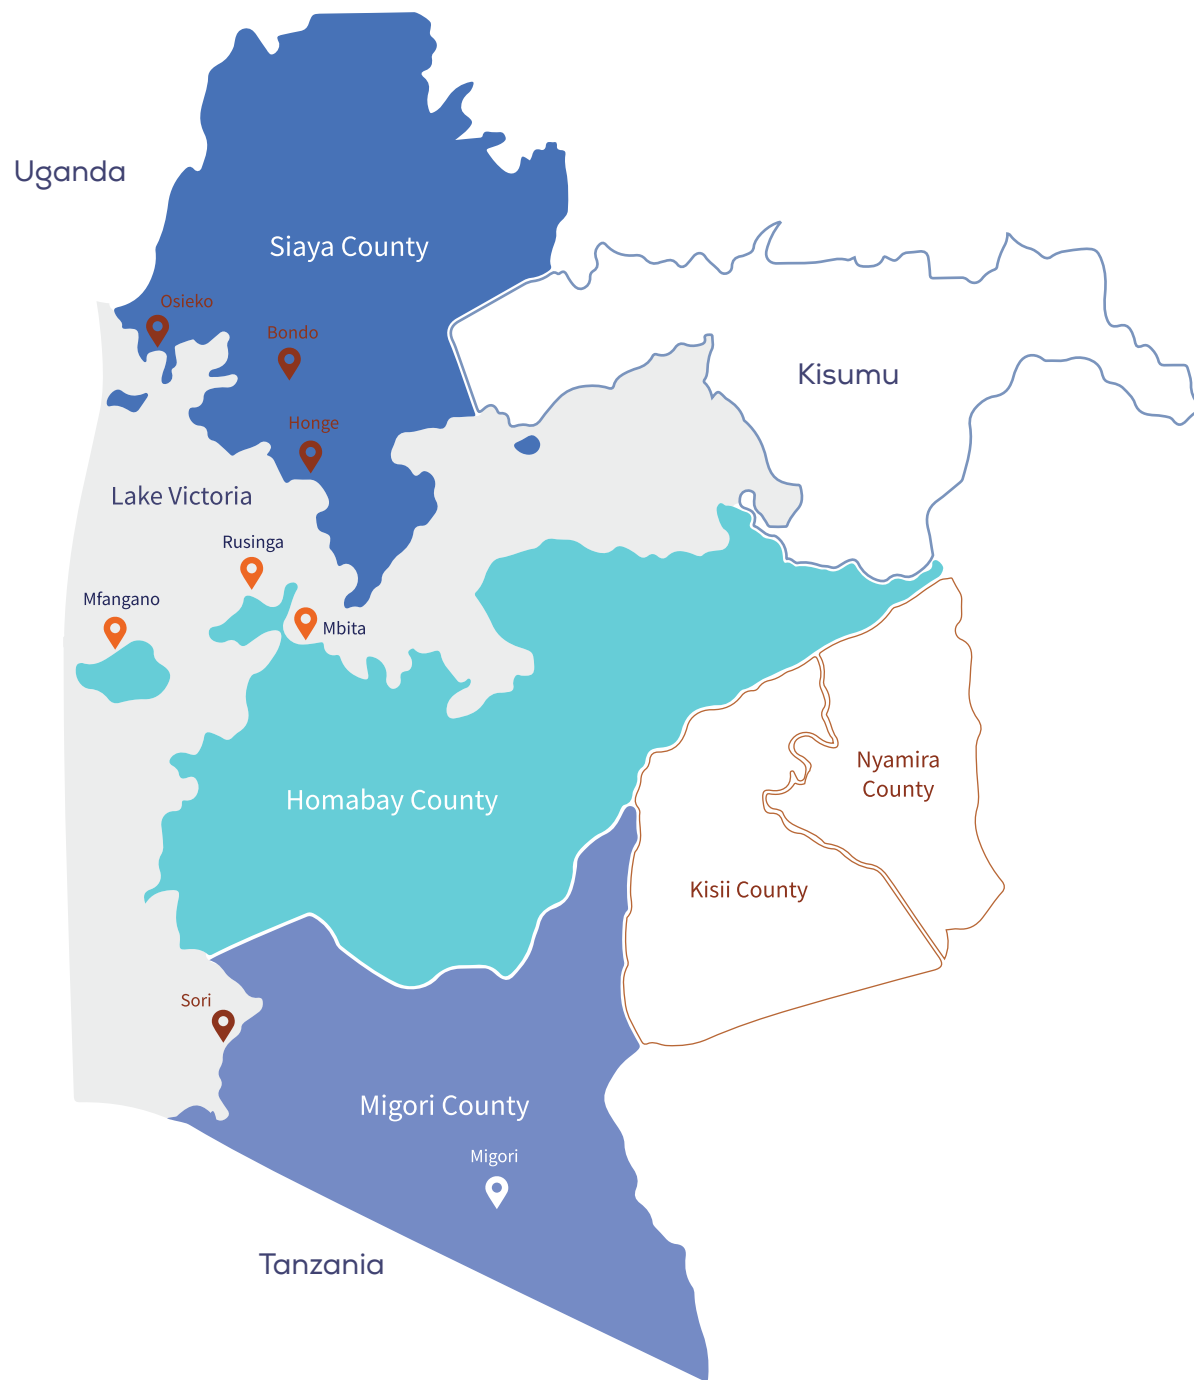 Uganda
Siaya County
Osieko
Bondo
Kisumu
Honge
Lake Victoria
Rusinga
Mfangano
Mbita
Nyamira
County
Homabay County
Kisii County
Sori
Migori County
Migori
Tanzania